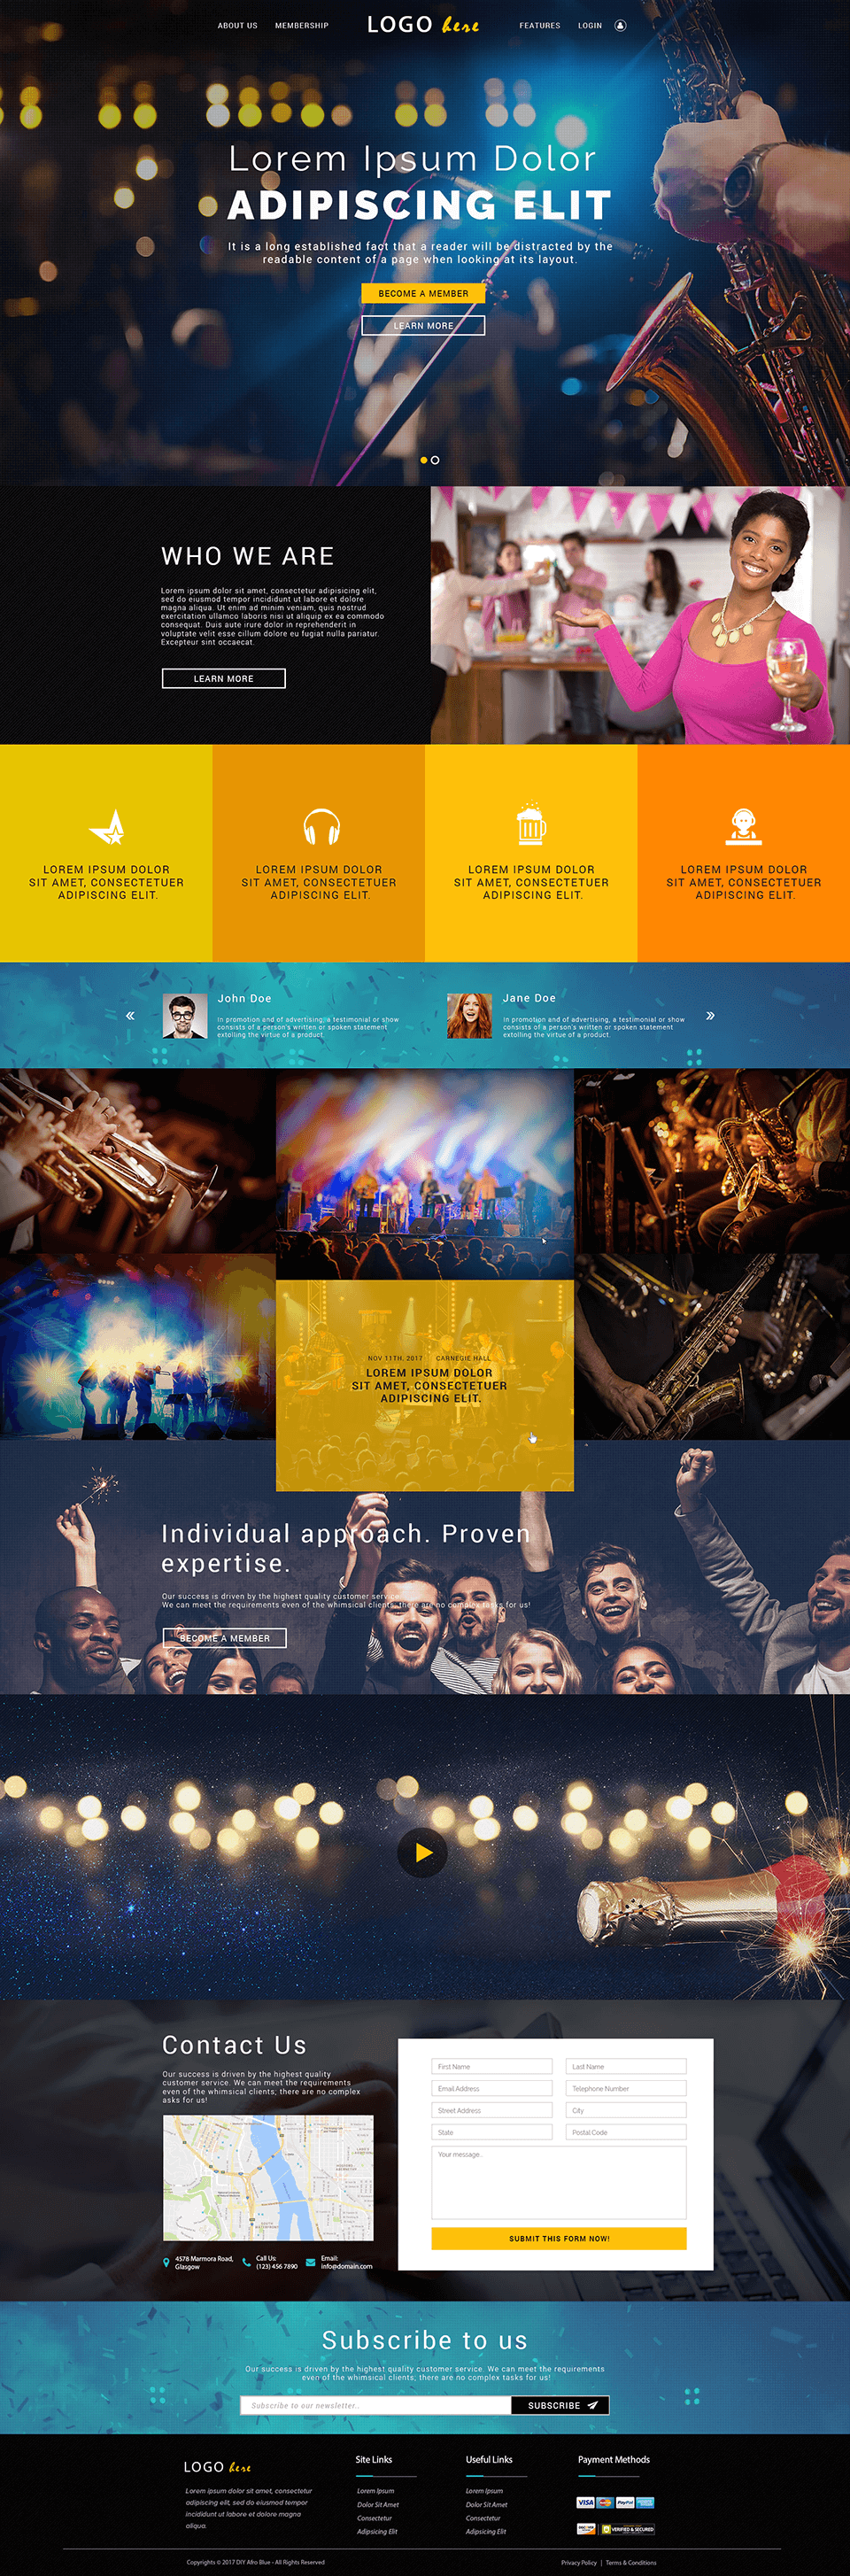 ABOUT US
MEMBERSHIP
LOGO here
FEATURES
LOGIN
Lorem Ipsum Dolor
ADIPISCING ELIT
It is a long established fact that a reader will be distracted by the
readable content of a page when looking at its layout.
BECOME A MEMBER
LEARN MORE
WHO WE ARE
Lorem ipsum dolor sit amet, consectetur adipisicing elit,
sed do eiusmod tempor incididunt ut labore et dolore
magna aliqua. Ut enim ad minim veniam, quis nostrud
exercitation ullamco laboris nisi ut aliquip ex ea commodo
consequat. Duis aute irure dolor in reprehenderit in
voluptate velit esse cillum dolore eu fugiat nulla pariatur.
Excepteur sint occaecat.
LEARN MORE
LOREM IPSUM DOLOR
SIT AMET, CONSECTETUER
ADIPISCING ELIT.
LOREM IPSUM DOLOR
SIT AMET, CONSECTETUER
ADIPISCING ELIT.
LOREM IPSUM DOLOR
SIT AMET, CONSECTETUER
ADIPISCING ELIT.
LOREM IPSUM DOLOR
SIT AMET, CONSECTETUER
ADIPISCING ELIT.
«
John Doe
In promotion and of advertising, a testimonial or show
consists of a person's written or spoken statement
extolling the virtue of a product.
Jane Doe
In promotion and of advertising, a testimonial or show
consists of a person's written or spoken statement
extolling the virtue of a product.
»
NOV 11TH, 2017 CARNEGIE HALL
LOREM IPSUM DOLOR
SIT AMET, CONSECTETUER
ADIPISCING ELIT.
Individual approach. Proven
expertise.
Our success is driven by the highest quality customer service.
We can meet the requirements even of the whimsical clients; there are no complex tasks for us!
BECOME A MEMBER
Contact Us
Our success is driven by the highest quality
customer service. We can meet the requirements
even of the whimsical clients; there are no complex
asks for us!
4578 Marmora Road,
Glasgow
Call Us:
(123) 456 7890
Email:
info@domain.com
First Name
Last Name
Email Address
Telephone Number
Street Address
City
State
Postal Code
Your message..
SUBMIT THIS FORM NOW!
Subscribe to us
Our success is driven by the highest quality customer service. We can meet the requirements
even of the whimsical clients; there are no complex tasks for us!
Subscribe to our newsletter..
SUBSCRIBE
LOGO here
Lorem ipsum dolor sit amet, consectetur
adipisicing elit, sed do eiusmod tempor
incididunt ut labore et dolore magna
aliqua.
Site Links
Lorem Ipsum
Dolor Sit Amet
Consectetur
Adipisicing Elit
Useful Links
Lorem Ipsum
Dolor Sit Amet
Consectetur
Adipisicing Elit
Payment Methods
VISA
PayPal
VERIFIED & SECURED
Copyrights © 2017 DIY Afro Blue - All Rights Reserved
Privacy Policy | Terms & Conditions